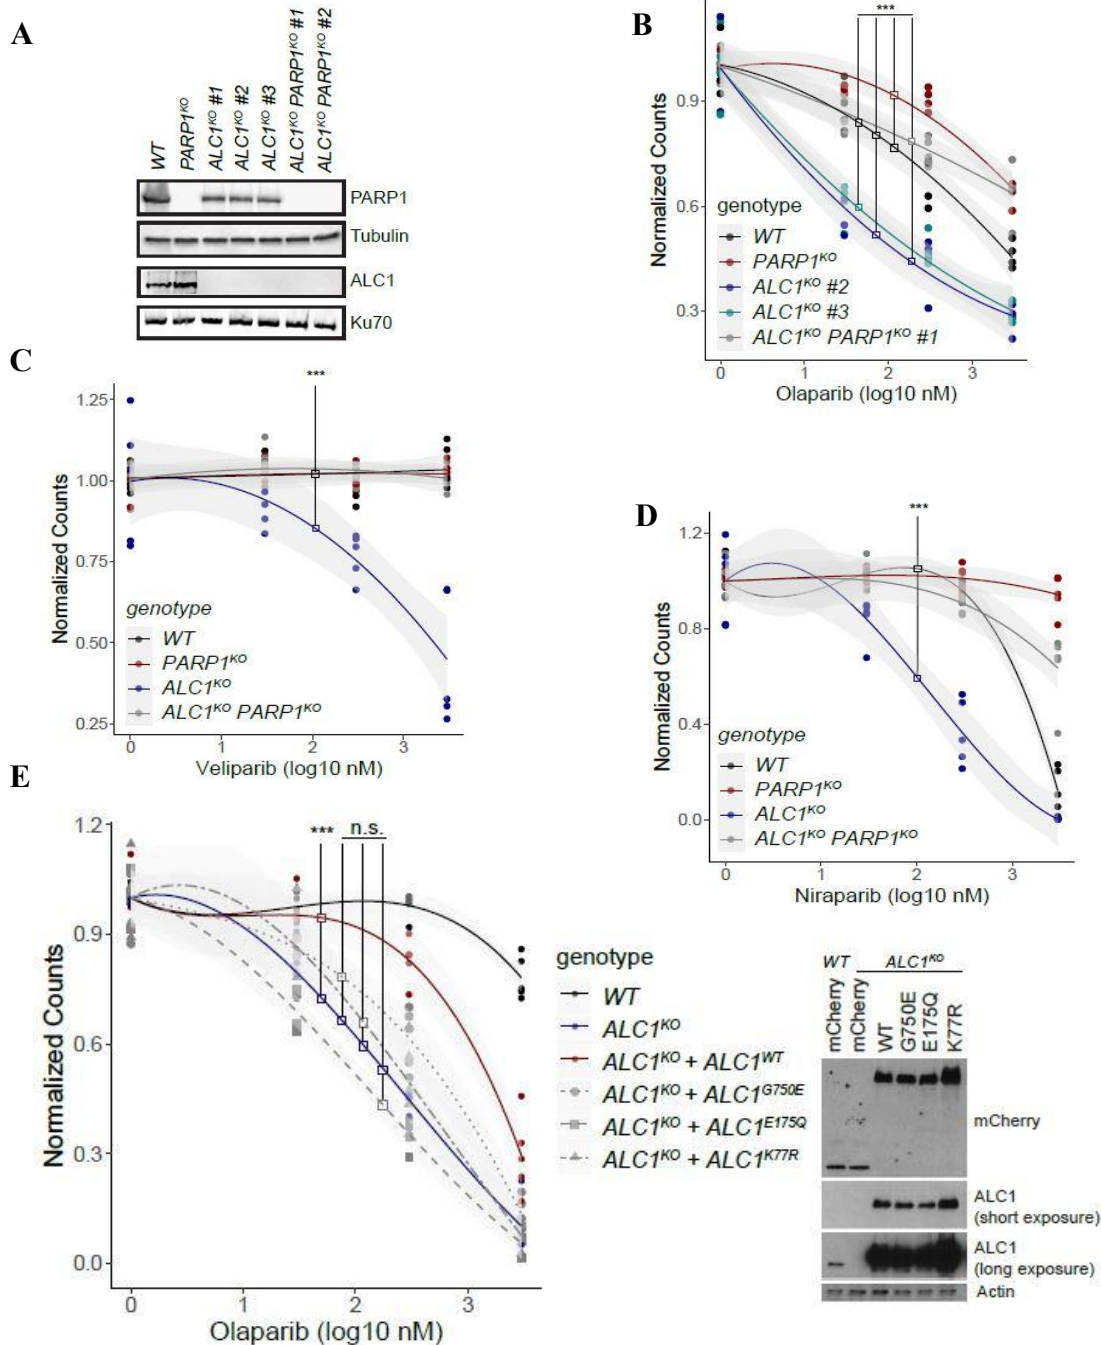 A
WT
PARP1KO
ALC1KO #1
ALC1KO #2
ALC1KO #3
ALC1KO PARP1KO #1
ALC1KO PARP1KO #2
PARP1
Tubulin
ALC1
Ku70
B
***
Normalized Counts
0.9
0.6
0.3
genotype
WT
PARP1KO
ALC1KO #2
ALC1KO #3
ALC1KO PARP1KO #1
0 1 2 3
Olaparib (log10 nM)
C
***
Normalized Counts
1.25
1.00
0.75
0.50
0.25
genotype
WT
PARP1KO
ALC1KO
ALC1KO PARP1KO
0 1 2 3
Veliparib (log10 nM)
D
***
Normalized Counts
1.2
0.8
0.4
0.0
genotype
WT
PARP1KO
ALC1KO
ALC1KO PARP1KO
0 1 2 3
Niraparib (log10 nM)
E
*** n.s.
Normalized Counts
1.2
0.9
0.6
0.3
0.0
0 1 2 3
Olaparib (log10 nM)
genotype
WT
ALC1KO
ALC1KO + ALC1WT
ALC1KO + ALC1G750E
ALC1KO + ALC1E175Q
ALC1KO + ALC1K77R
WT ALC1KO
mCherry
mCherry
WT
G750E
E175Q
K77R
mCherry
ALC1
(short exposure)
ALC1
(long exposure)
Actin